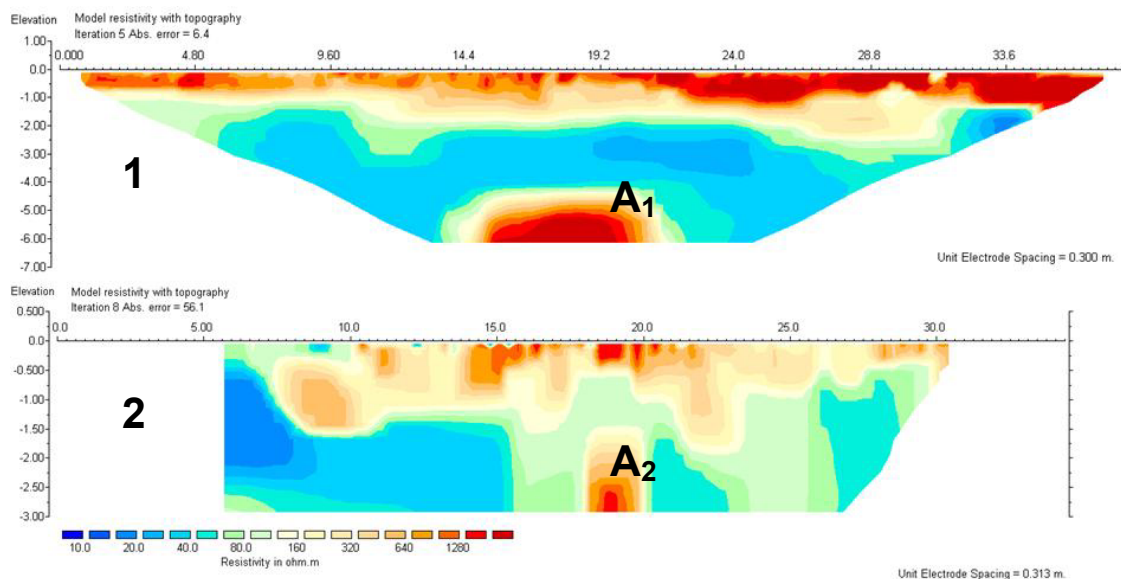 Elevation
Model resistivity with topography
Iteration 5 Abs. error = 6.4
1.00
0.000 4.80 9.60 14.4 19.2 24.0 28.8 33.6
0.0
-1.00
-2.00
-3.00
-4.00
-5.00
-6.00
-7.00
1
A₁
Unit Electrode Spacing = 0.300 m.
Elevation
Model resistivity with topography
Iteration 8 Abs. error = 56.1
0.500
0.0 5.00 10.0 15.0 20.0 25.0 30.0
0.0
-0.500
-1.00
-1.50
-2.00
-2.50
-3.00
2
A₂
10.0 20.0 40.0 80.0 160 320 640 1280
Resistivity in ohm.m
Unit Electrode Spacing = 0.313 m.